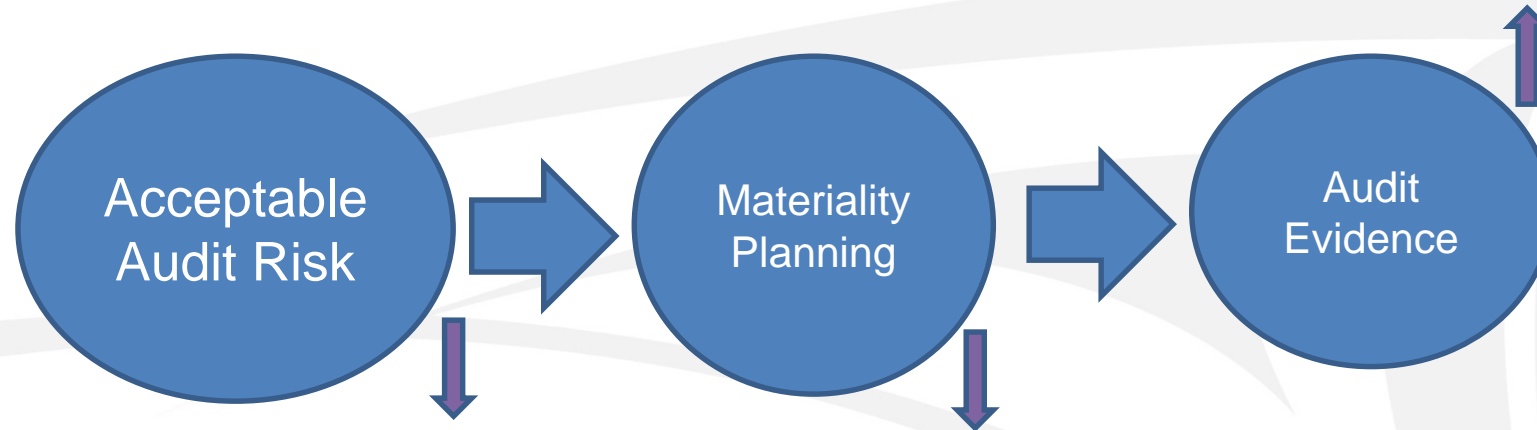 Acceptable
Audit Risk
Materiality
Planning
Audit
Evidence